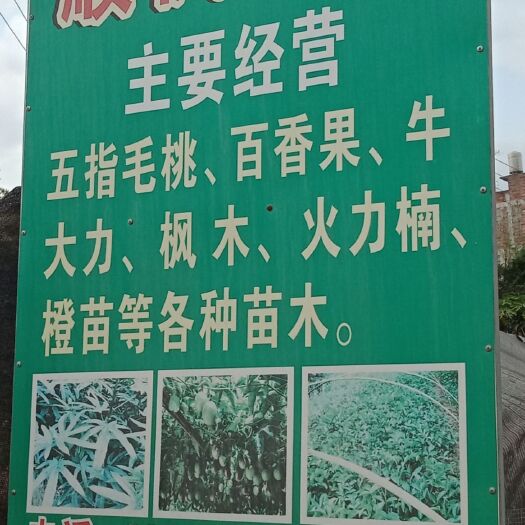 主要经营
五指毛桃、百香果、牛
大力、枫木、火力楠、
橙苗等各种苗木。